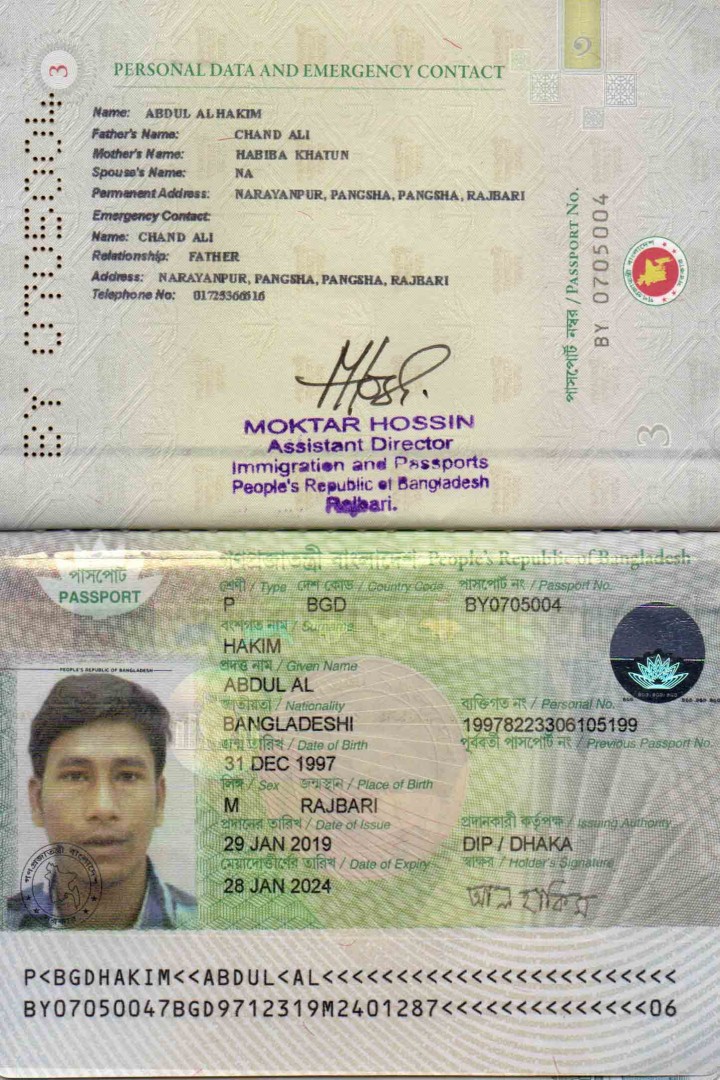 3
PERSONAL DATA AND EMERGENCY CONTACT
Name: ABDUL AL HAKIM
Father's Name: CHAND ALI
Mother's Name: HABIBA KHATUN
Spouse's Name: NA
Permanent Address: NARAYANPUR, PANGSHA, PANGSHA, RAJBARI
Emergency Contact:
Name: CHAND ALI
Relationship: FATHER
Address: NARAYANPUR, PANGSHA, PANGSHA, RAJBARI
Telephone No: 01725366516
BY 0705004
পাসপোর্ট নম্বর / PASSPORT No.
BY 0705004
3
MOKTAR HOSSIN
Assistant Director
Immigration and Passports
People's Republic of Bangladesh
Rajbari.
গণপ্রজাতন্ত্রী বাংলাদেশ People's Republic of Bangladesh
পাসপোর্ট
PASSPORT
শ্রেণী / Type দেশ কোড / Country Code পাসপোর্ট নং / Passport No.
P BGD BY0705004
বংশগত নাম / Surname
HAKIM
PEOPLE'S REPUBLIC OF BANGLADESH
প্রদত্ত নাম / Given Name
ABDUL AL
জাতীয়তা / Nationality ব্যক্তিগত নং / Personal No.
BANGLADESHI 19978223306105199
জন্ম তারিখ / Date of Birth পূর্ববর্তী পাসপোর্ট নং / Previous Passport No.
31 DEC 1997
লিঙ্গ / Sex জন্মস্থান / Place of Birth
M RAJBARI
প্রদানের তারিখ / Date of Issue প্রদানকারী কর্তৃপক্ষ / Issuing Authority
29 JAN 2019 DIP / DHAKA
মেয়াদোত্তীর্ণের তারিখ / Date of Expiry স্বাক্ষর / Holder's Signature
28 JAN 2024 আল হাকিম
P<BGDHAKIM<<ABDUL<AL<<<<<<<<<<<<<<<<<<<<<<<<
BY07050047BGD9712319M2401287<<<<<<<<<<<<<<06